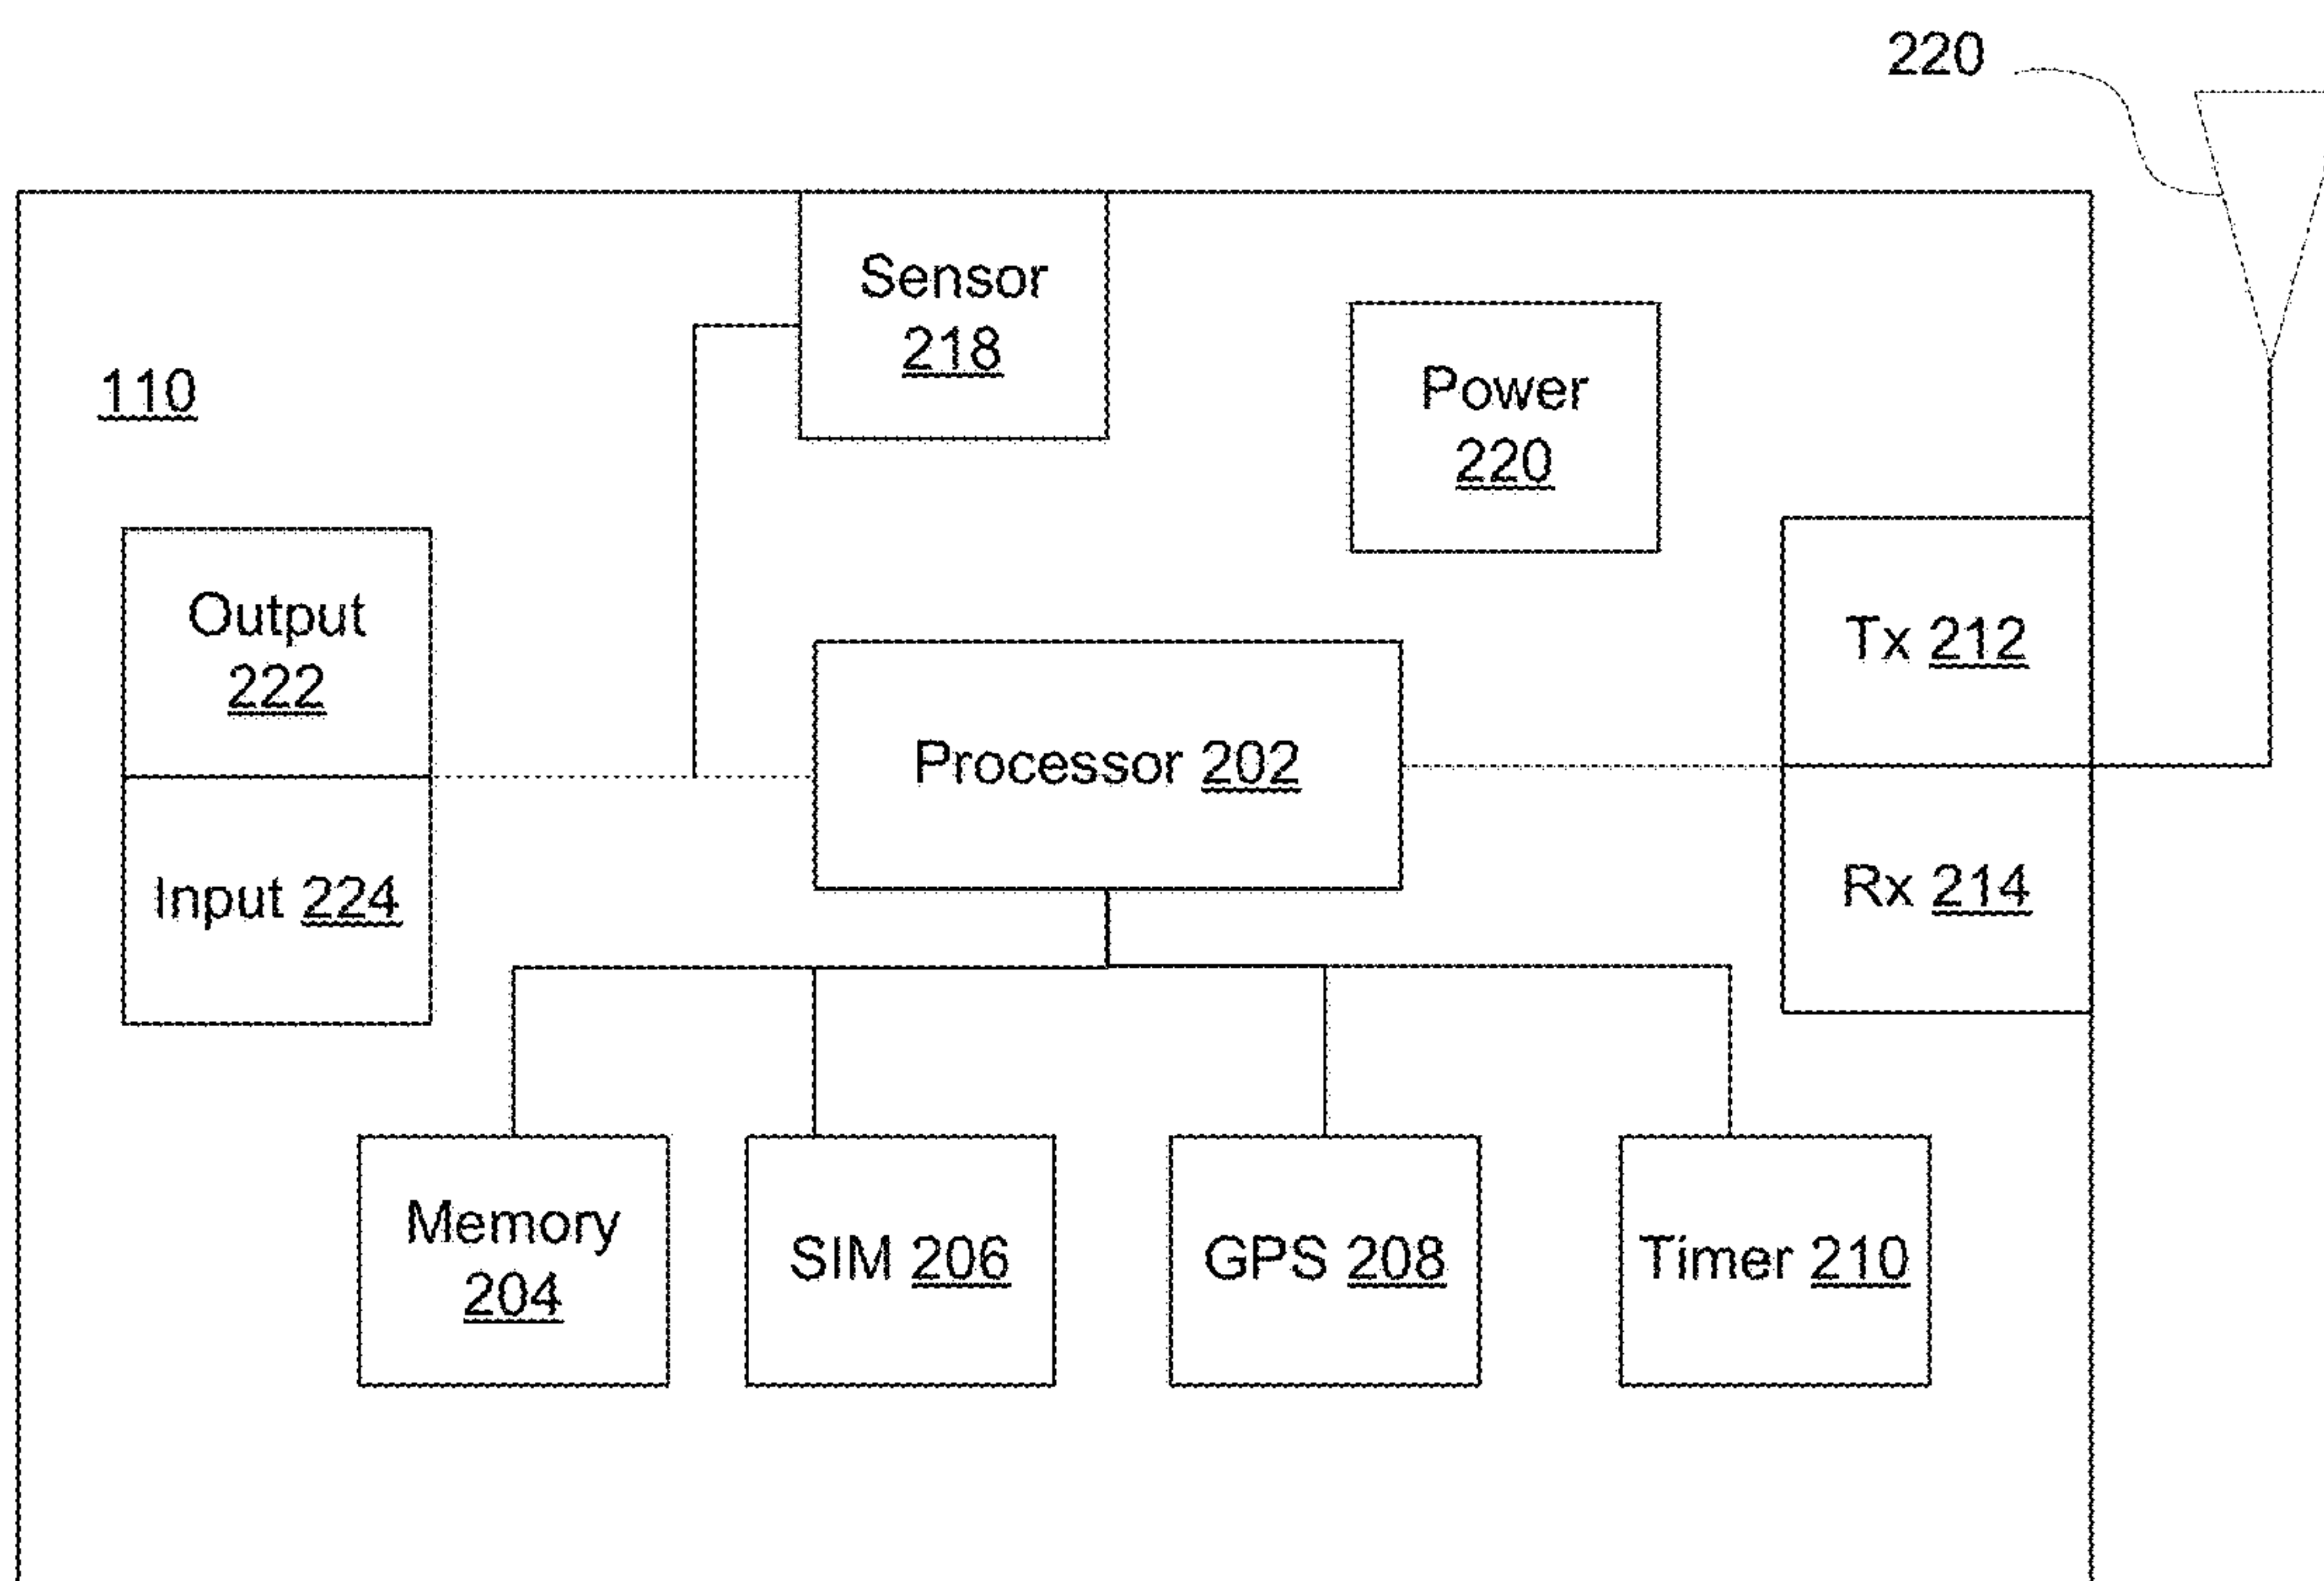 220
Sensor
218
110
Power
220
Output
222
Tx 212
Processor 202
Input 224
Rx 214
Memory
204
SIM 206
GPS 208
Timer 210